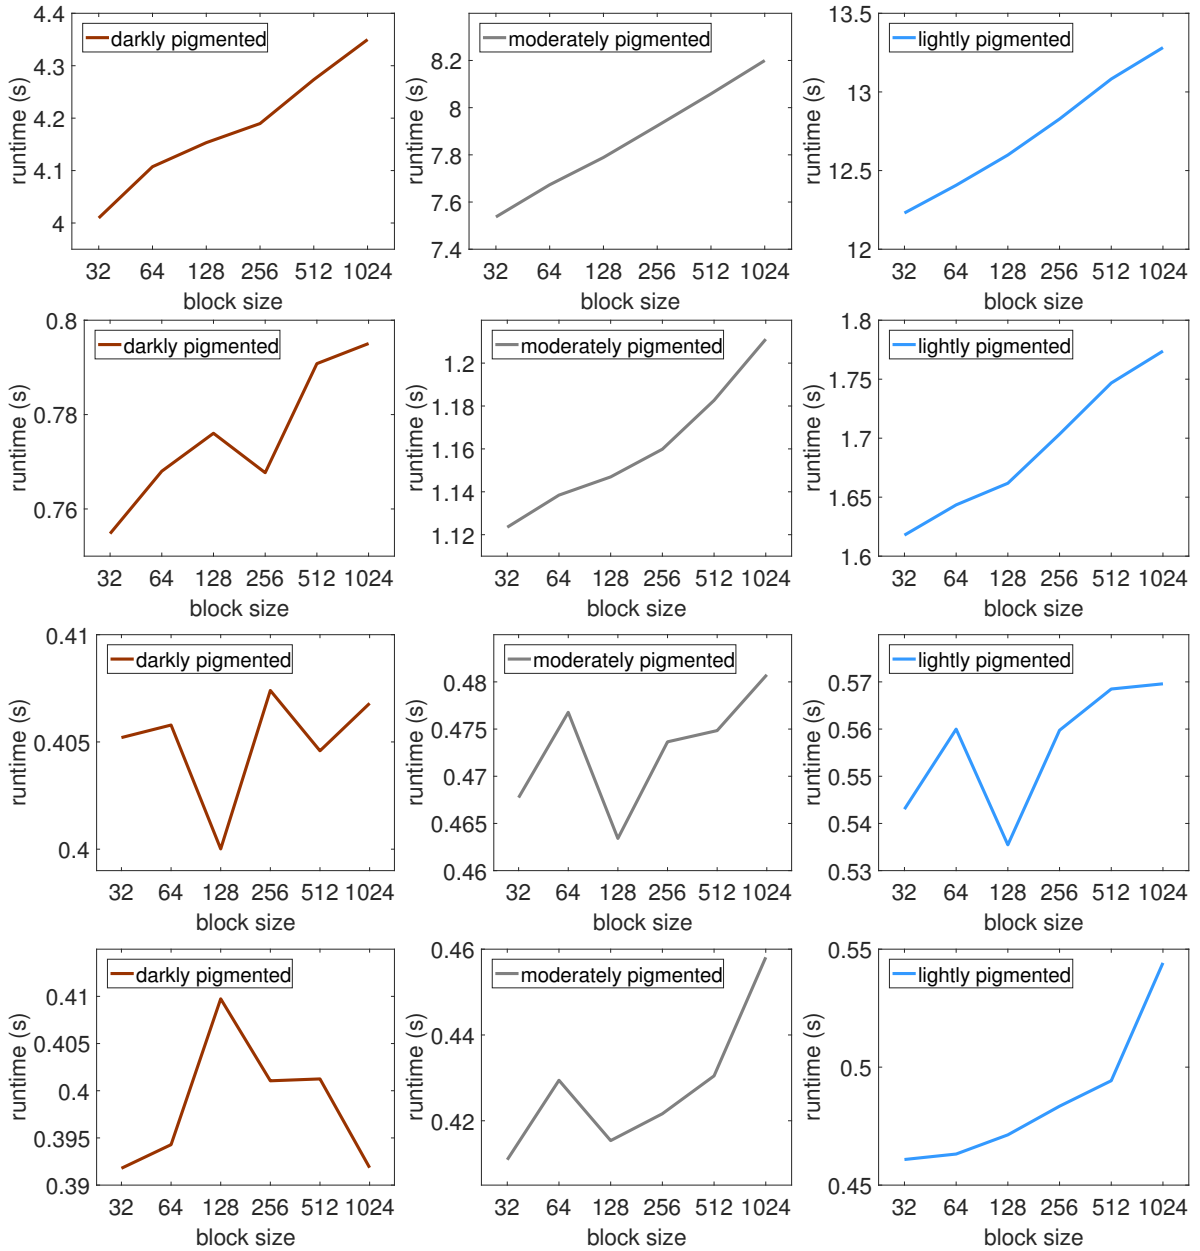 darkly pigmented
runtime (s)
4.4
4.3
4.2
4.1
4
32 64 128 256 512 1024
block size
moderately pigmented
runtime (s)
8.2
8
7.8
7.6
7.4
32 64 128 256 512 1024
block size
lightly pigmented
runtime (s)
13.5
13
12.5
12
32 64 128 256 512 1024
block size
darkly pigmented
runtime (s)
0.8
0.78
0.76
32 64 128 256 512 1024
block size
moderately pigmented
runtime (s)
1.2
1.18
1.16
1.14
1.12
32 64 128 256 512 1024
block size
lightly pigmented
runtime (s)
1.8
1.75
1.7
1.65
1.6
32 64 128 256 512 1024
block size
darkly pigmented
runtime (s)
0.41
0.405
0.4
32 64 128 256 512 1024
block size
moderately pigmented
runtime (s)
0.48
0.475
0.47
0.465
0.46
32 64 128 256 512 1024
block size
lightly pigmented
runtime (s)
0.57
0.56
0.55
0.54
0.53
32 64 128 256 512 1024
block size
darkly pigmented
runtime (s)
0.41
0.405
0.4
0.395
0.39
32 64 128 256 512 1024
block size
moderately pigmented
runtime (s)
0.46
0.44
0.42
32 64 128 256 512 1024
block size
lightly pigmented
runtime (s)
0.55
0.5
0.45
32 64 128 256 512 1024
block size